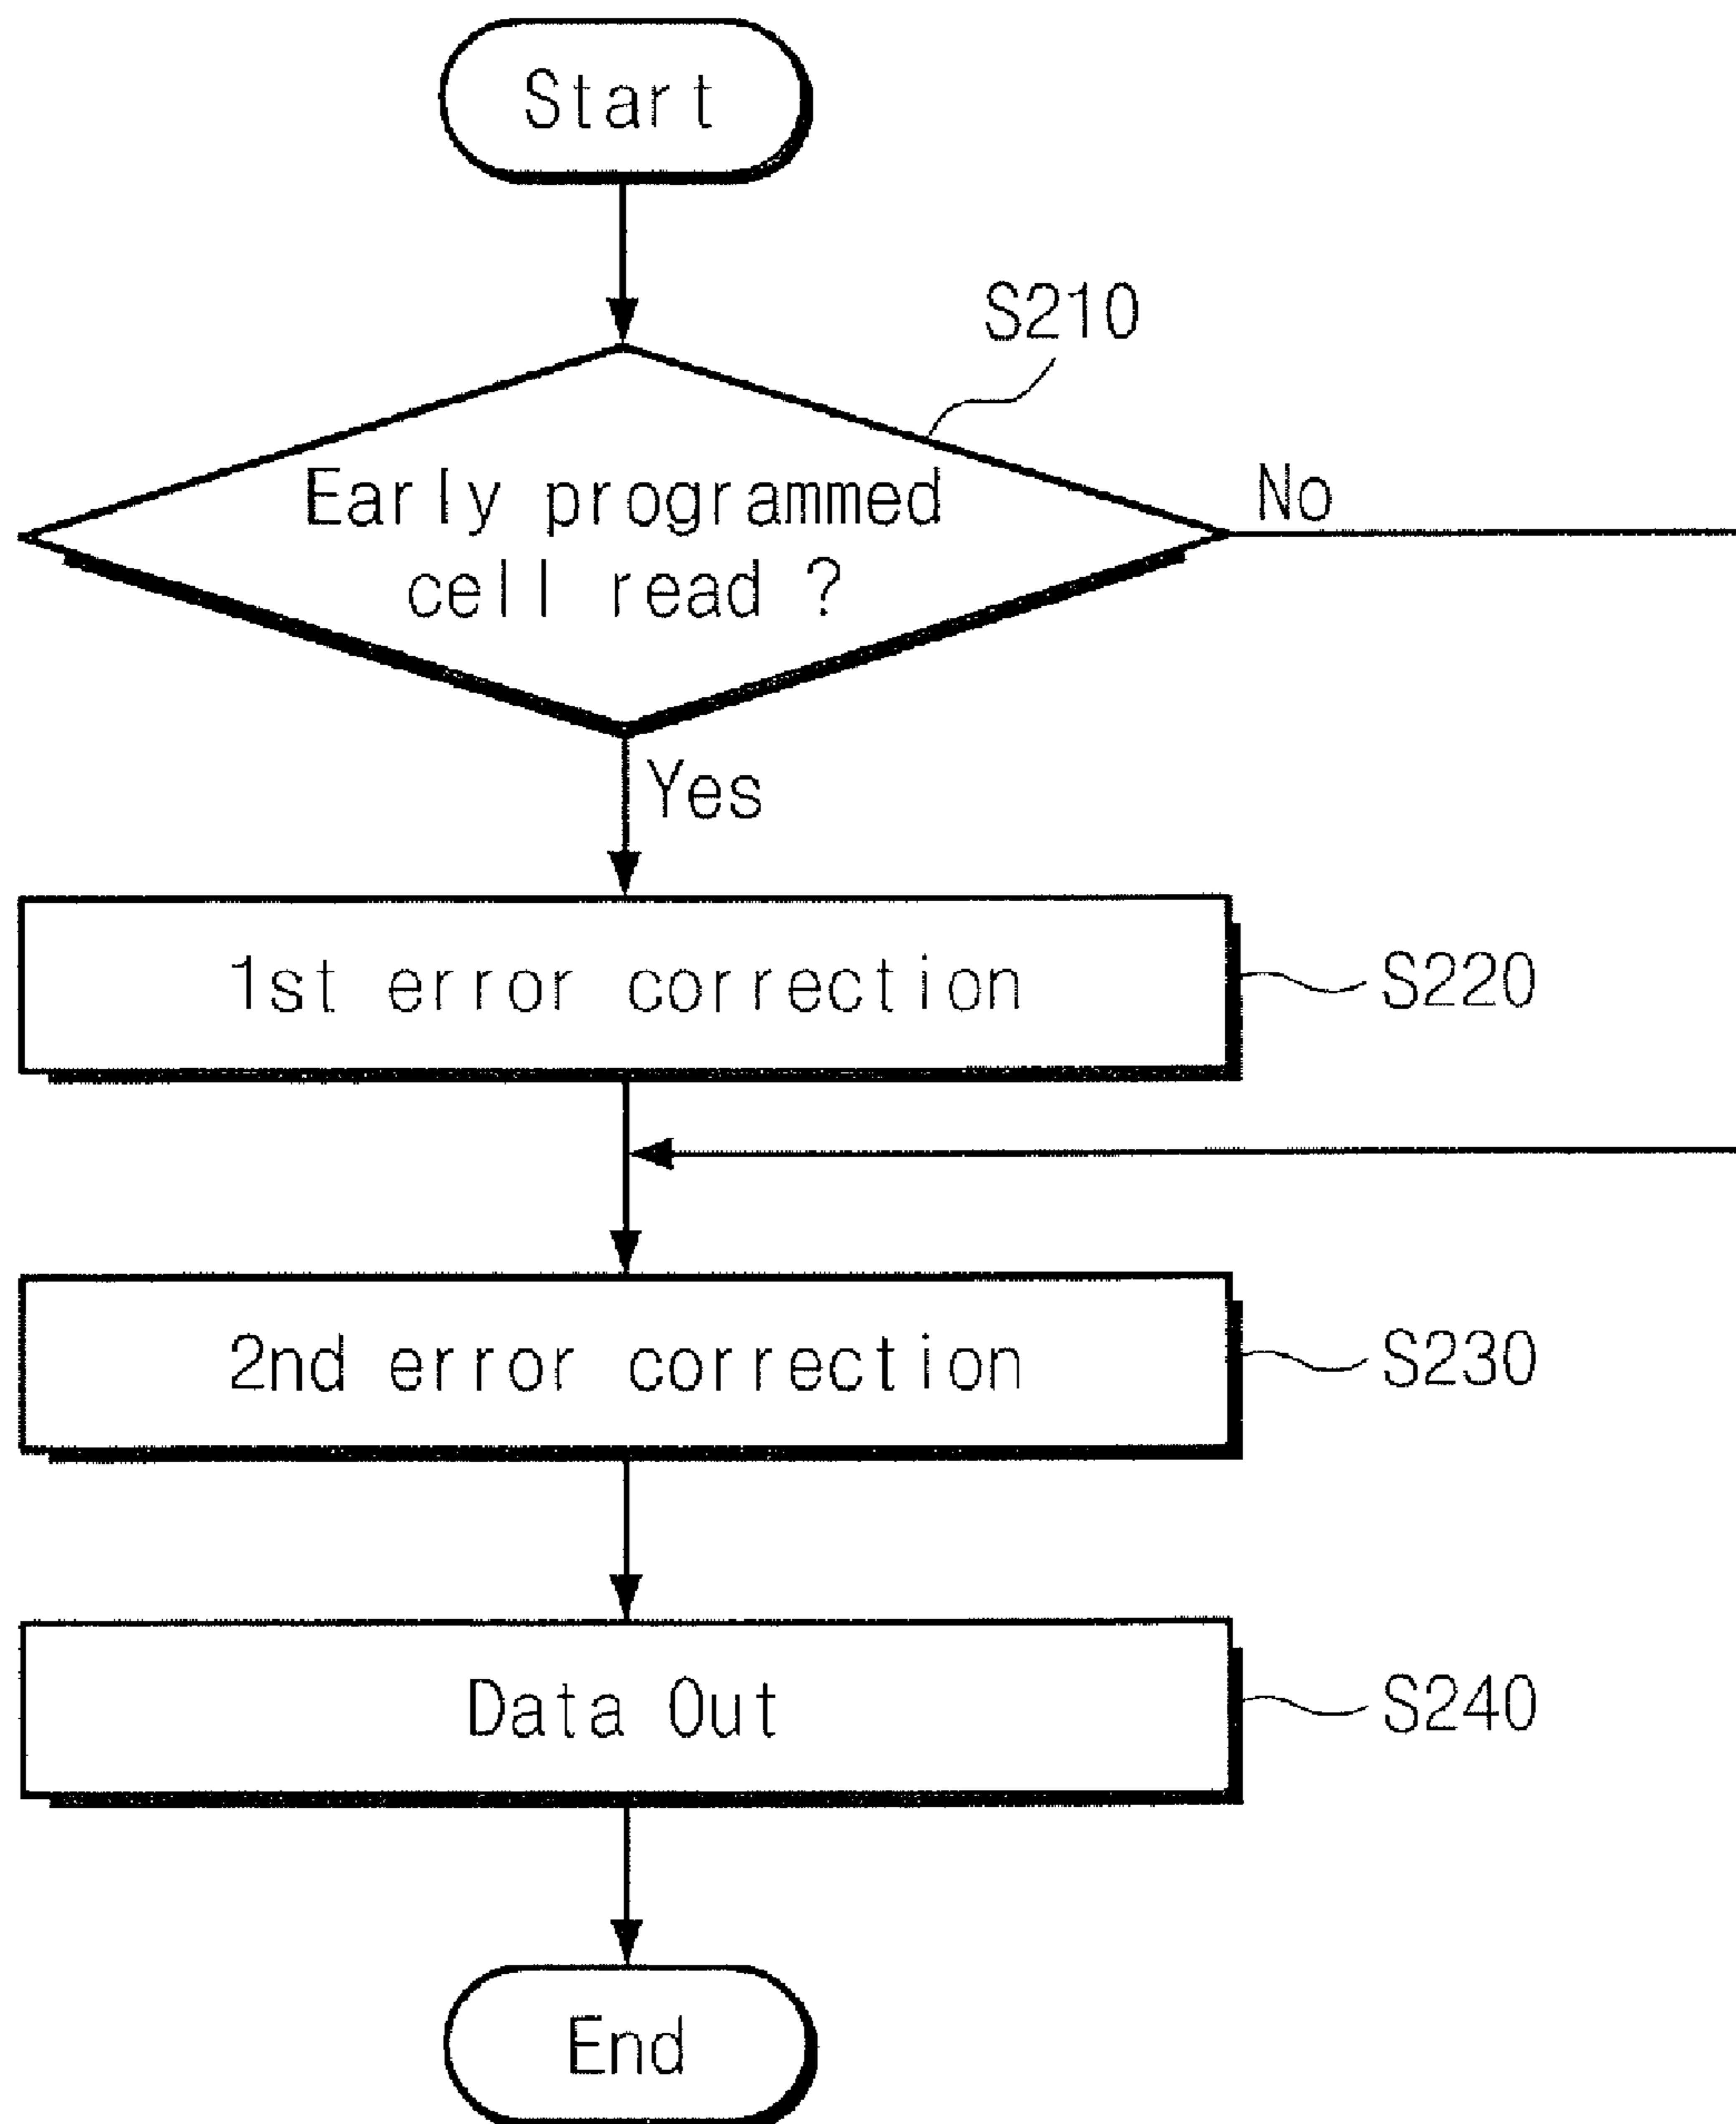 Start
S210
Early programmed
cell read ?
No
Yes
1st error correction
S220
2nd error correction
S230
Data Out
S240
End